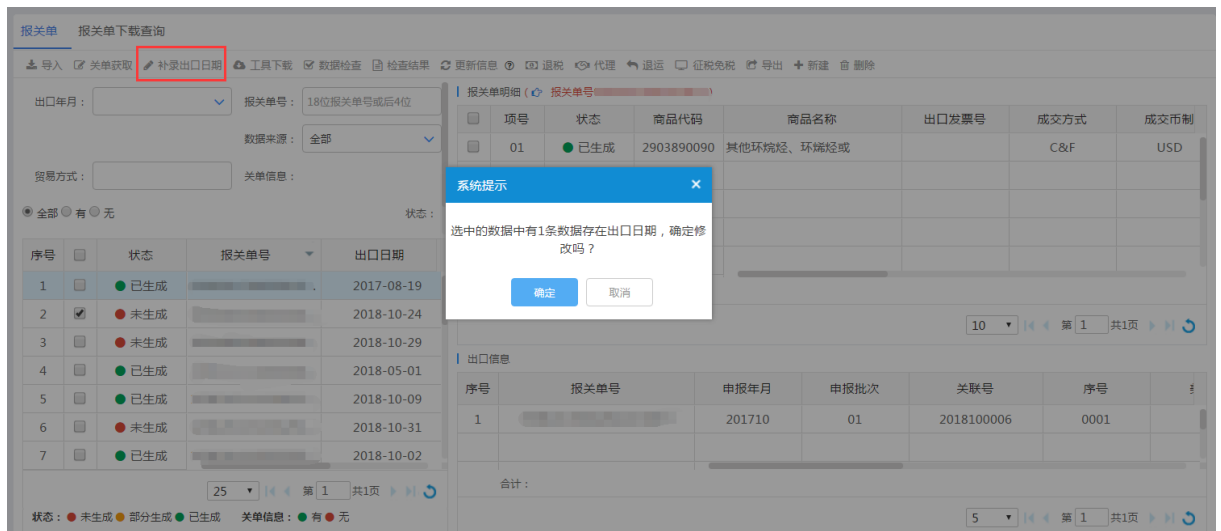 报关单 报关单下载查询
导入 关单获取 补录出口日期 工具下载 数据检查 检查结果 更新信息 退税 代理 退运 征税免税 导出 新建 删除
出口年月： 报关单号： 18位报关单号或后4位
数据来源： 全部
贸易方式： 关单信息：
全部 有 无 状态：
序号 状态 报关单号 出口日期
1 已生成 2017-08-19
2 未生成 2018-10-24
3 未生成 2018-10-29
4 已生成 2018-05-01
5 已生成 2018-10-09
6 未生成 2018-10-31
7 已生成 2018-10-02
25 第 1 共1页
状态： 未生成 部分生成 已生成 关单信息： 有 无
报关单明细 ( 报关单号 )
项号 状态 商品代码 商品名称 出口发票号 成交方式 成交币制
01 已生成 2903890090 其他环烷烃、环烯烃或 C&F USD
系统提示 ×
选中的数据中有1条数据存在出口日期，确定修
改吗？
确定 取消
10 第 1 共1页
出口信息
序号 报关单号 申报年月 申报批次 关联号 序号
1 201710 01 2018100006 0001
合计：
5 第 1 共1页